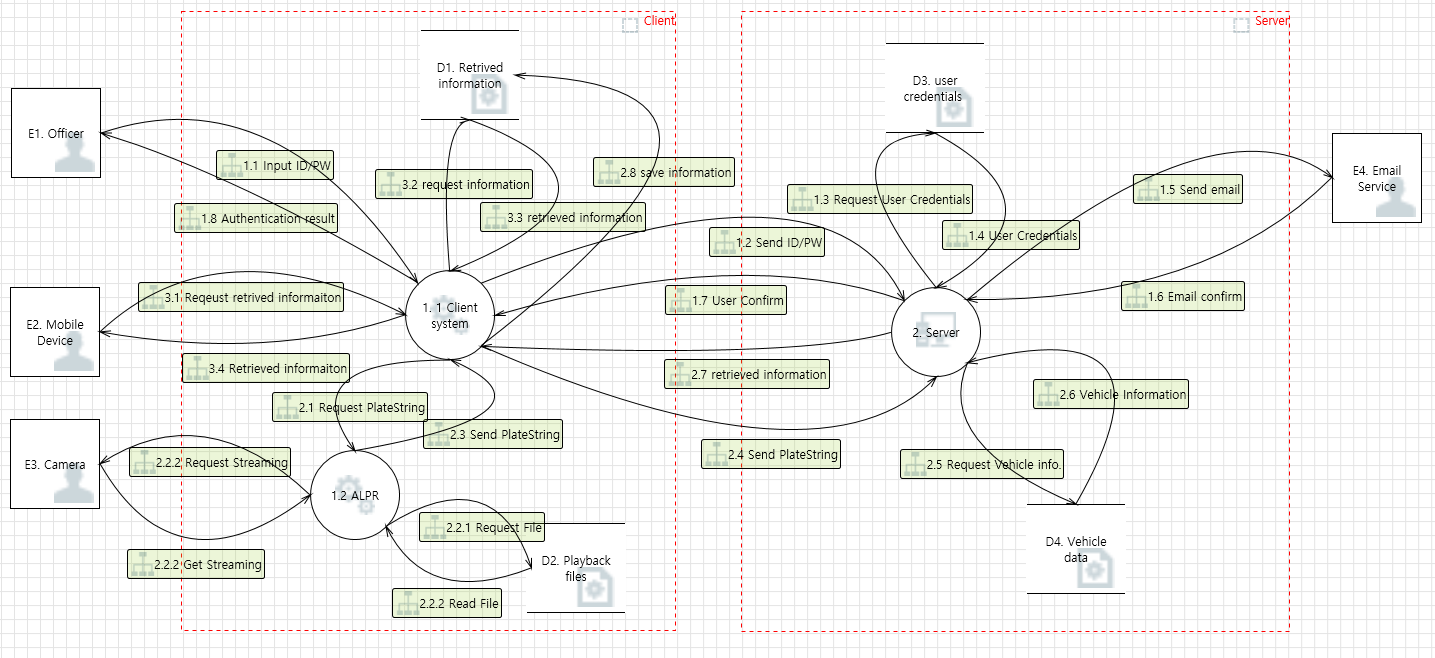 Client
Server
D1. Retrived
information
D3. user
credentials
E1. Officer
E4. Email
Service
1.1 Input ID/PW
3.2 request information
2.8 save information
1.3 Request User Credentials
1.5 Send email
1.8 Authentication result
3.3 retrieved information
1.2 Send ID/PW
1.4 User Credentials
3.1 Reqeust retrived informaiton
1.7 User Confirm
1.6 Email confirm
E2. Mobile
Device
1. 1 Client
system
2. Server
3.4 Retrieved informaiton
2.7 retrieved information
2.6 Vehicle Information
2.1 Request PlateString
2.3 Send PlateString
2.4 Send PlateString
2.5 Request Vehicle info.
E3. Camera
2.2.2 Request Streaming
1.2 ALPR
2.2.1 Request File
D2. Playback
files
D4. Vehicle
data
2.2.2 Get Streaming
2.2.2 Read File